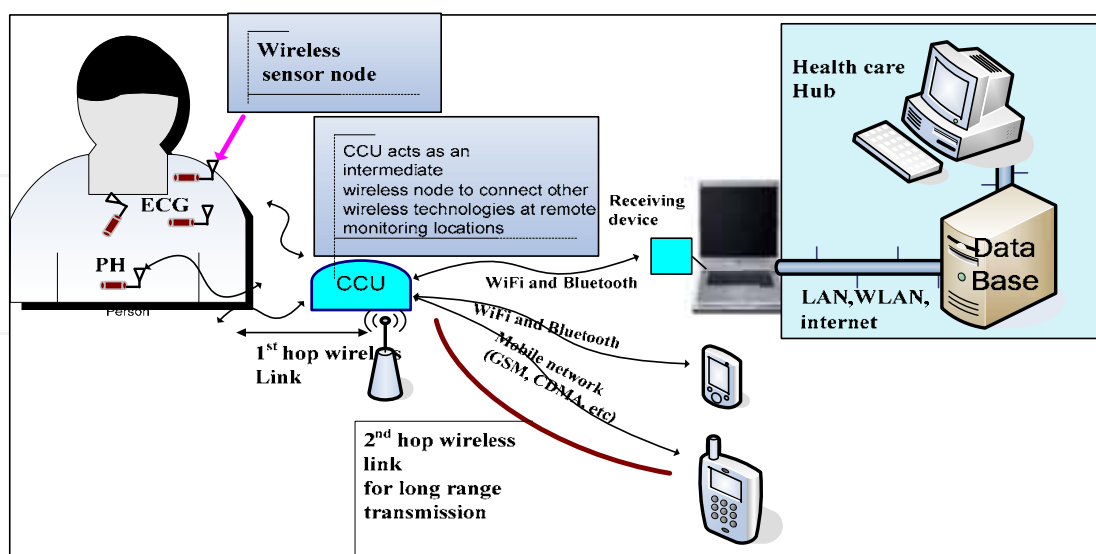 Wireless
sensor node
Health care
Hub
CCU acts as an
intermediate
wireless node to connect other
wireless technologies at remote
monitoring locations
Receiving
device
ECG
PH
Person
CCU
WiFi and Bluetooth
Data
Base
LAN,WLAN,
internet
WiFi and Bluetooth
Mobile network
(GSM, CDMA, etc)
1st hop wireless
Link
2nd hop wireless
link
for long range
transmission